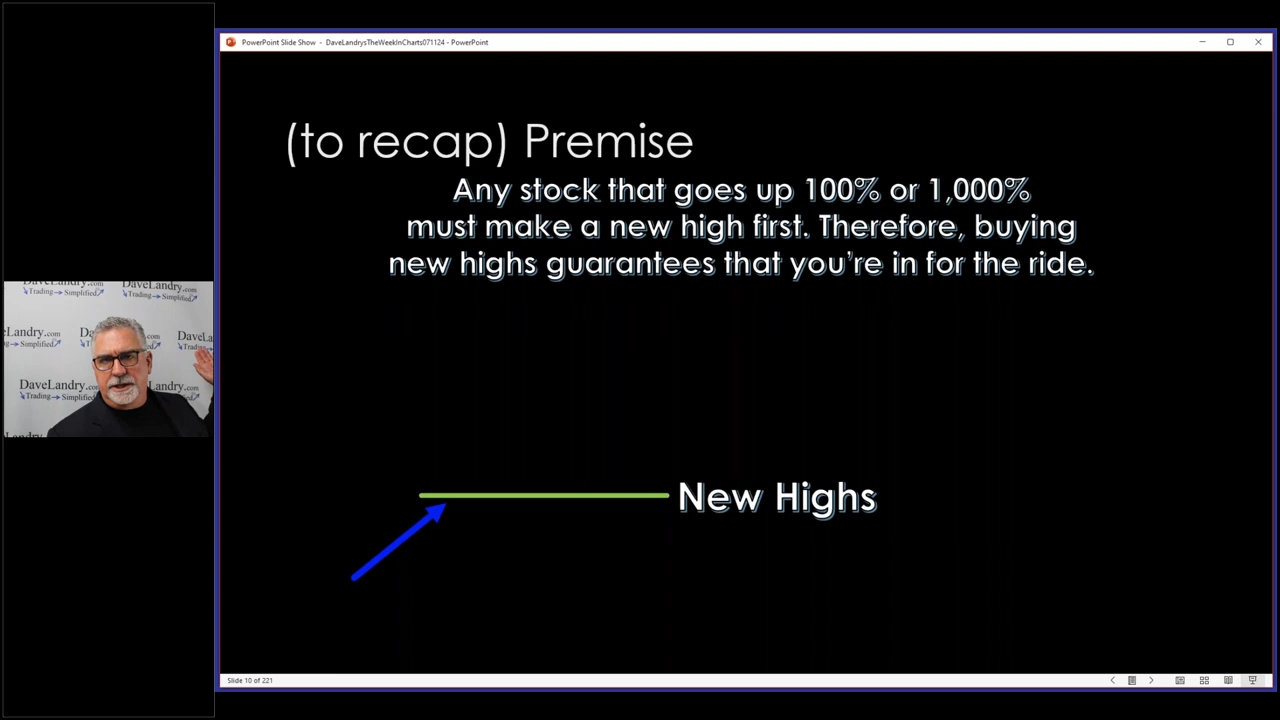 PowerPoint Slide Show - DaveLandrysTheWeekInCharts071124 - PowerPoint
(to recap) Premise
Any stock that goes up 100% or 1,000%
must make a new high first. Therefore, buying
new highs guarantees that you're in for the ride.
New Highs
DaveLandry.com
Trading Simplified
Slide 10 of 221